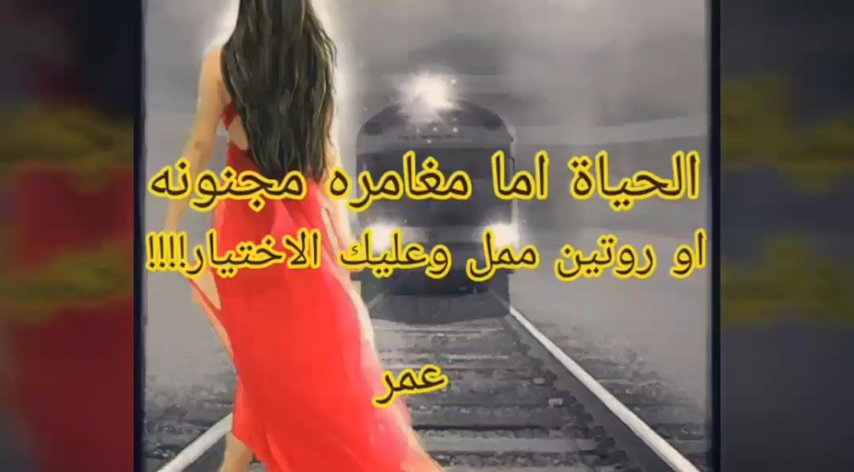 الحياة اما مغامره مجنونه
او روتين ممل وعليك الاختيار!!!!
عمر